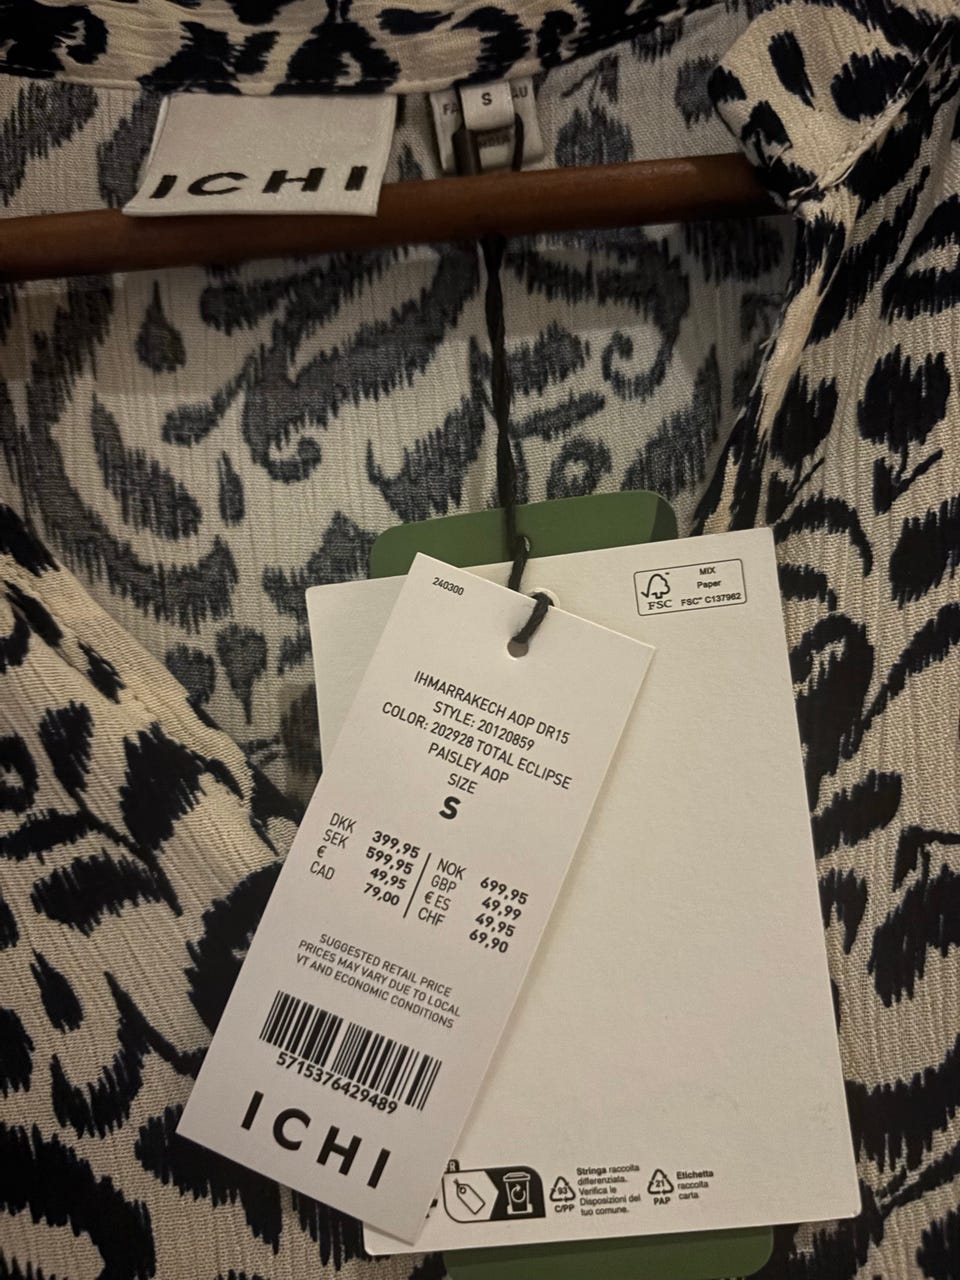 ICHI
S
240300
MIX
Paper
FSC
FSC™ C137962
IHMARRAKECH AOP DR15
STYLE: 20120859
COLOR: 202928 TOTAL ECLIPSE
PAISLEY AOP
SIZE
S
DKK 399,95 NOK 699,95
SEK 599,95 GBP 49,99
€ 49,95 € ES 49,95
CAD 79,00 CHF 69,90
SUGGESTED RETAIL PRICE
PRICES MAY VARY DUE TO LOCAL
VT AND ECONOMIC CONDITIONS
5715376429489
ICHI
93
C/PP
Stringa raccolta
differenziata.
Verifica le
Disposizioni del
tuo comune.
21
PAP
Etichetta
raccolta
carta